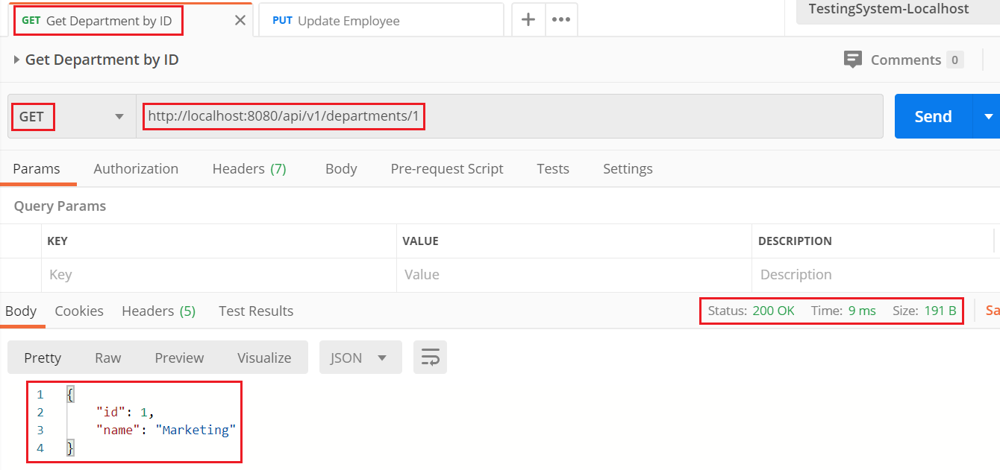 GET Get Department by ID PUT Update Employee TestingSystem-Localhost
Get Department by ID Comments 0
GET http://localhost:8080/api/v1/departments/1 Send
Params Authorization Headers (7) Body Pre-request Script Tests Settings
Query Params
KEY VALUE DESCRIPTION
Key Value Description
Body Cookies Headers (5) Test Results Status: 200 OK Time: 9 ms Size: 191 B Sa
Pretty Raw Preview Visualize JSON
1 {
2 "id": 1,
3 "name": "Marketing"
4 }